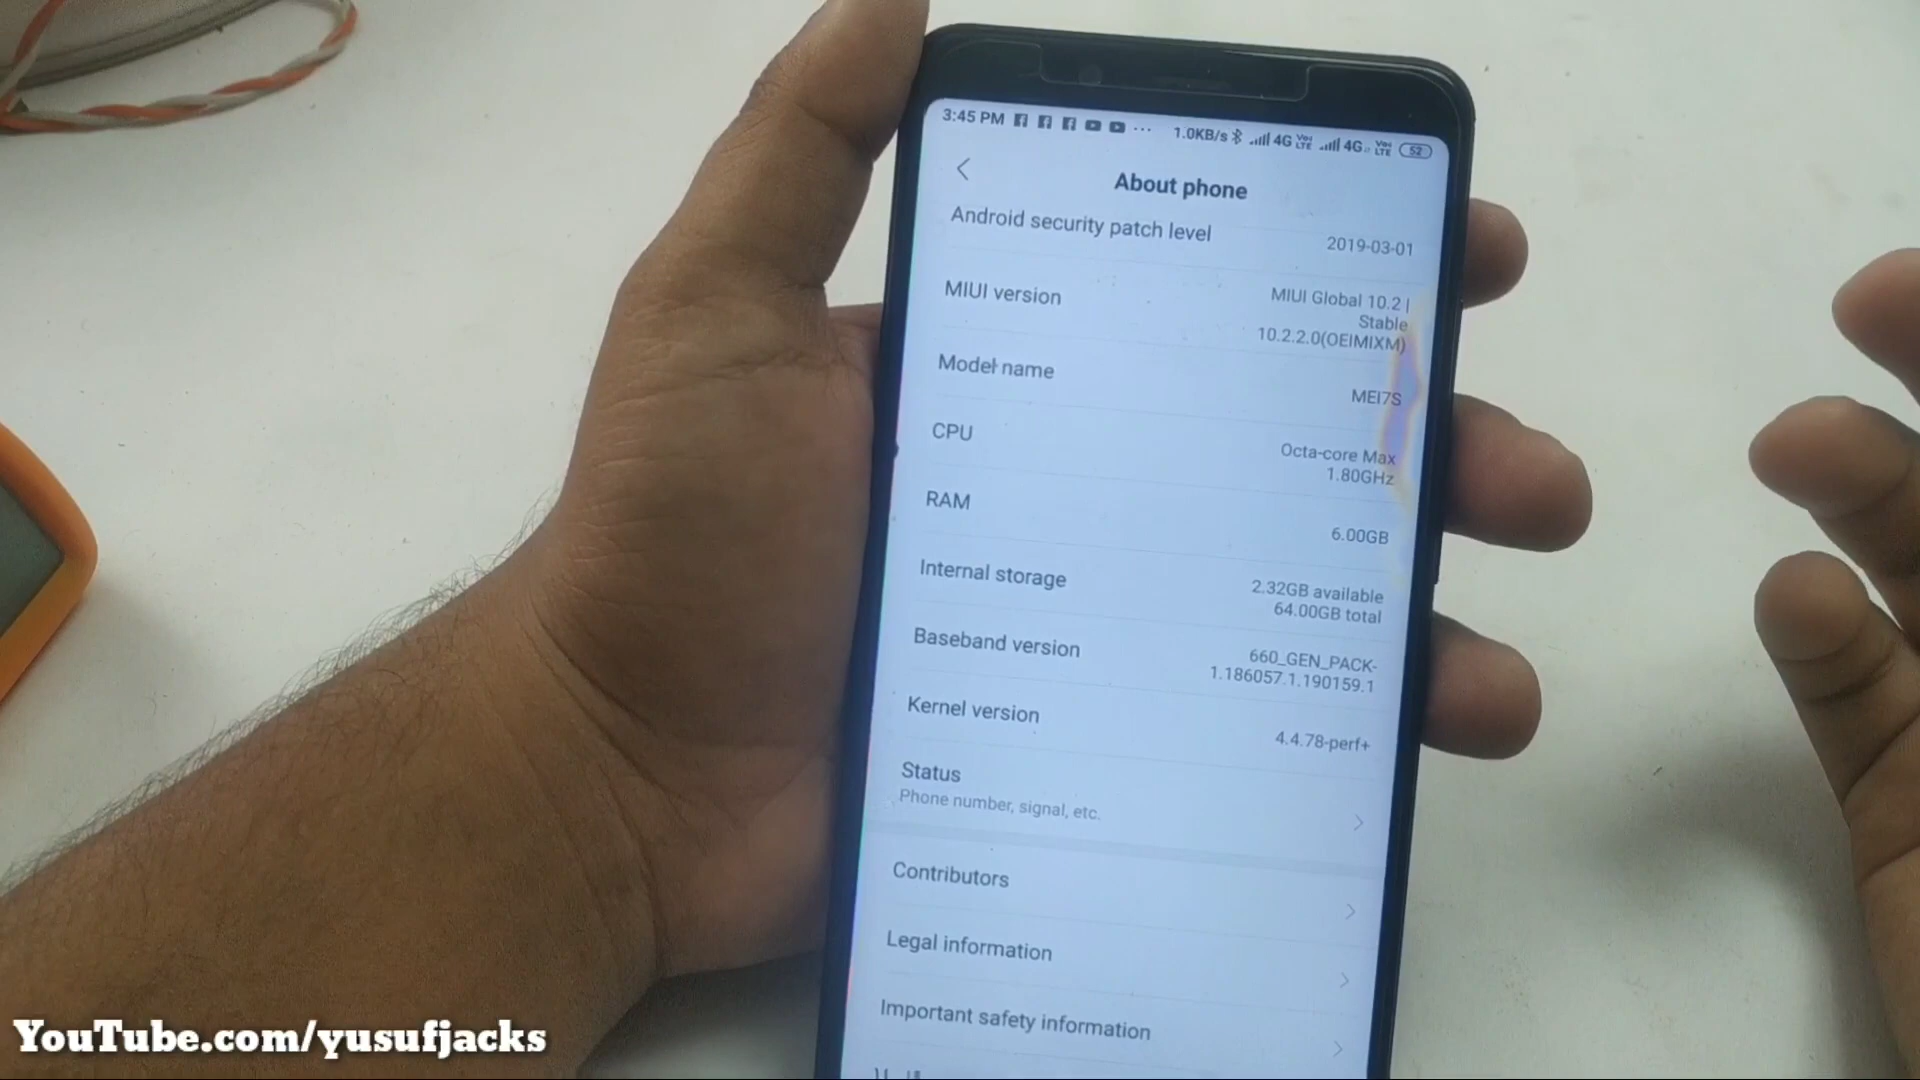 3:45 PM ... 1.0KB/s 4G VoLTE 4G VoLTE 52
About phone
Android security patch level
2019-03-01
MIUI version
MIUI Global 10.2 |
Stable
10.2.2.0(OEIMIXM)
Model name
MEI7S
CPU
Octa-core Max
1.80GHz
RAM
6.00GB
Internal storage
2.32GB available
64.00GB total
Baseband version
660_GEN_PACK-
1.186057.1.190159.1
Kernel version
4.4.78-perf+
Status
Phone number, signal, etc.
Contributors
Legal information
Important safety information
YouTube.com/yusufjacks